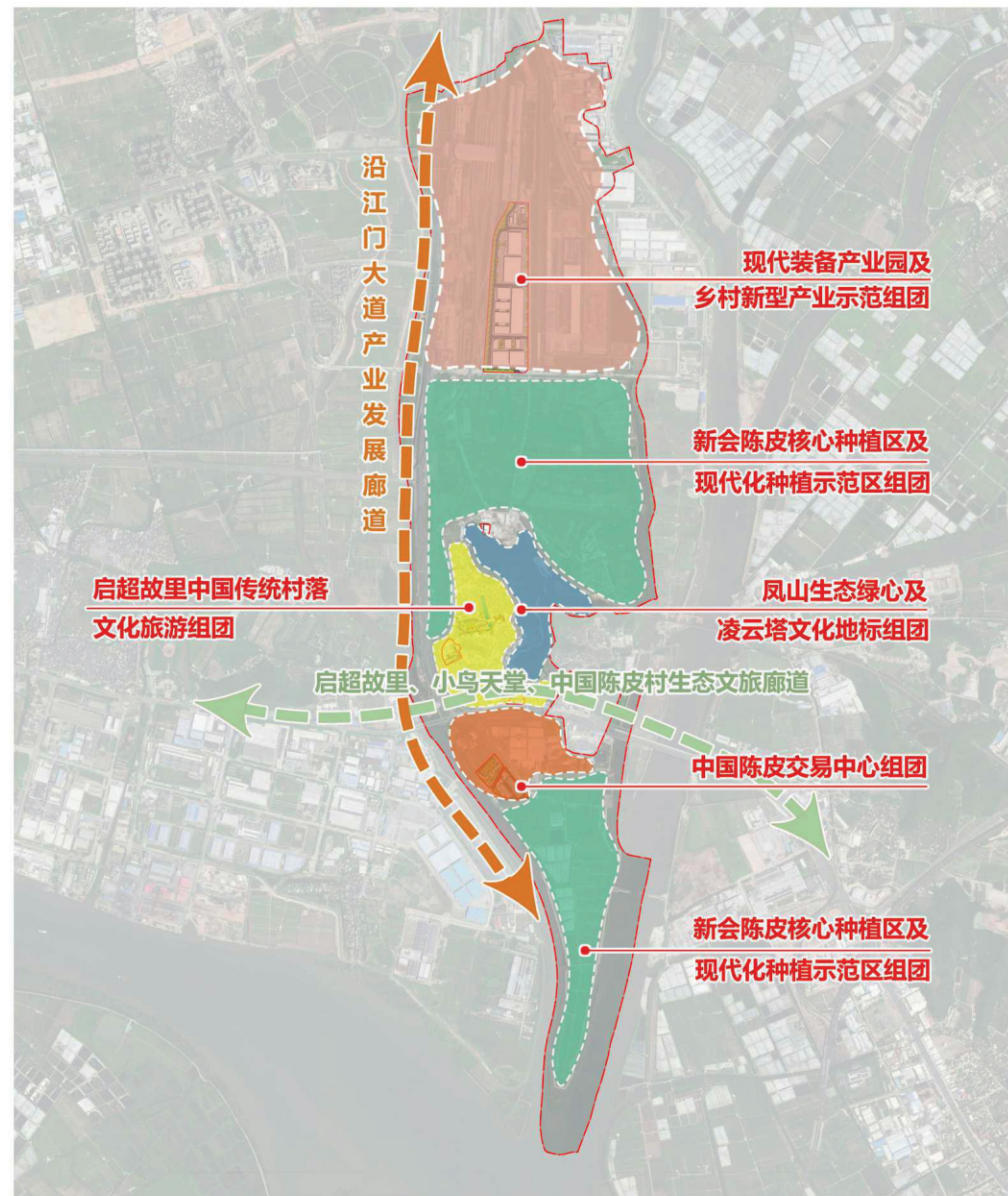 沿江门大道产业发展廊道
现代装备产业园及
乡村新型产业示范组团
新会陈皮核心种植区及
现代化种植示范区组团
启超故里中国传统村落
文化旅游组团
凤山生态绿心及
凌云塔文化地标组团
启超故里、小鸟天堂、中国陈皮村生态文旅廊道
中国陈皮交易中心组团
新会陈皮核心种植区及
现代化种植示范区组团